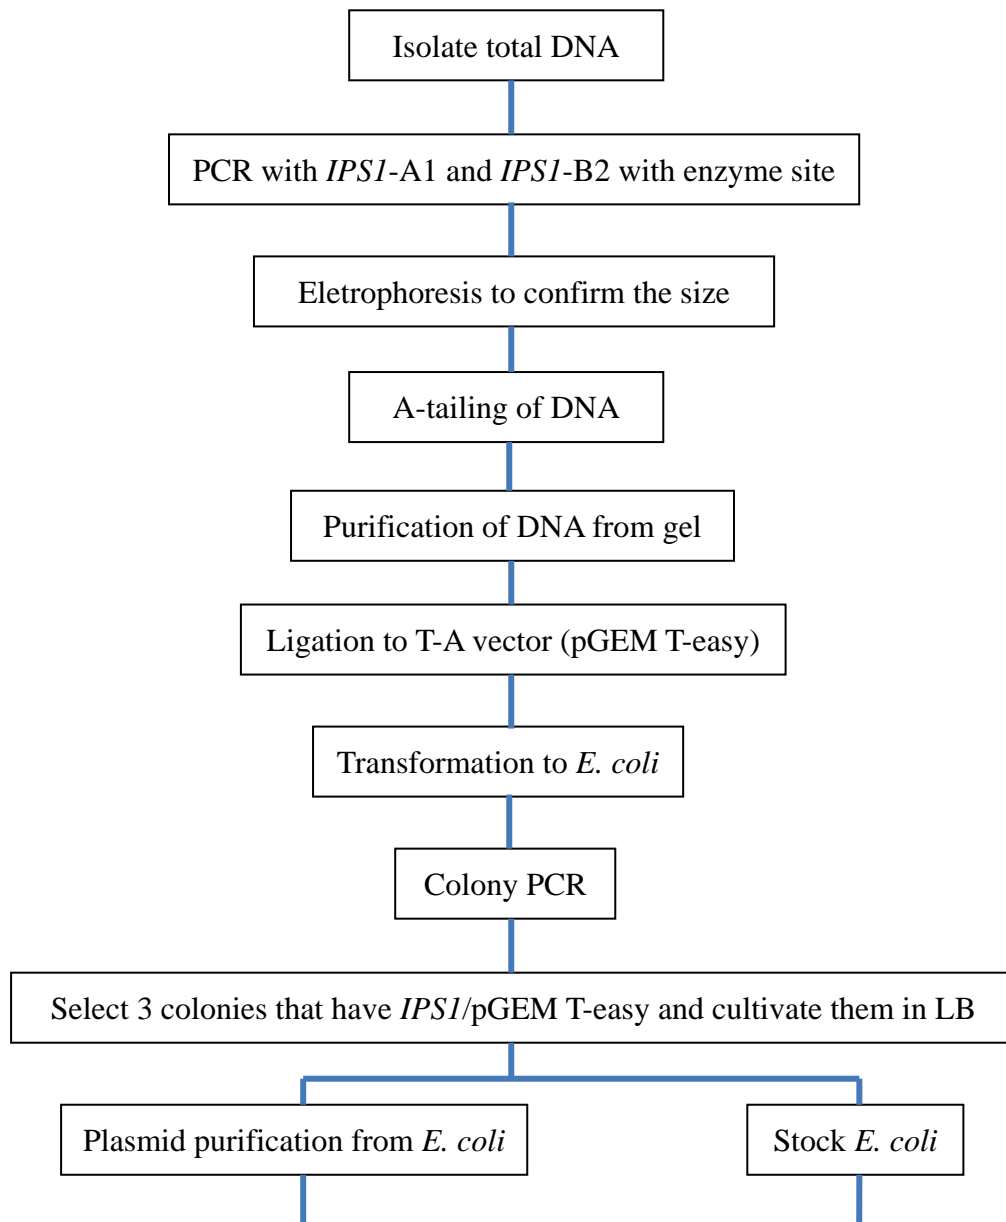 Isolate total DNA
PCR with IPS1-A1 and IPS1-B2 with enzyme site
Eletrophoresis to confirm the size
A-tailing of DNA
Purification of DNA from gel
Ligation to T-A vector (pGEM T-easy)
Transformation to E. coli
Colony PCR
Select 3 colonies that have IPS1/pGEM T-easy and cultivate them in LB
Plasmid purification from E. coli
Stock E. coli